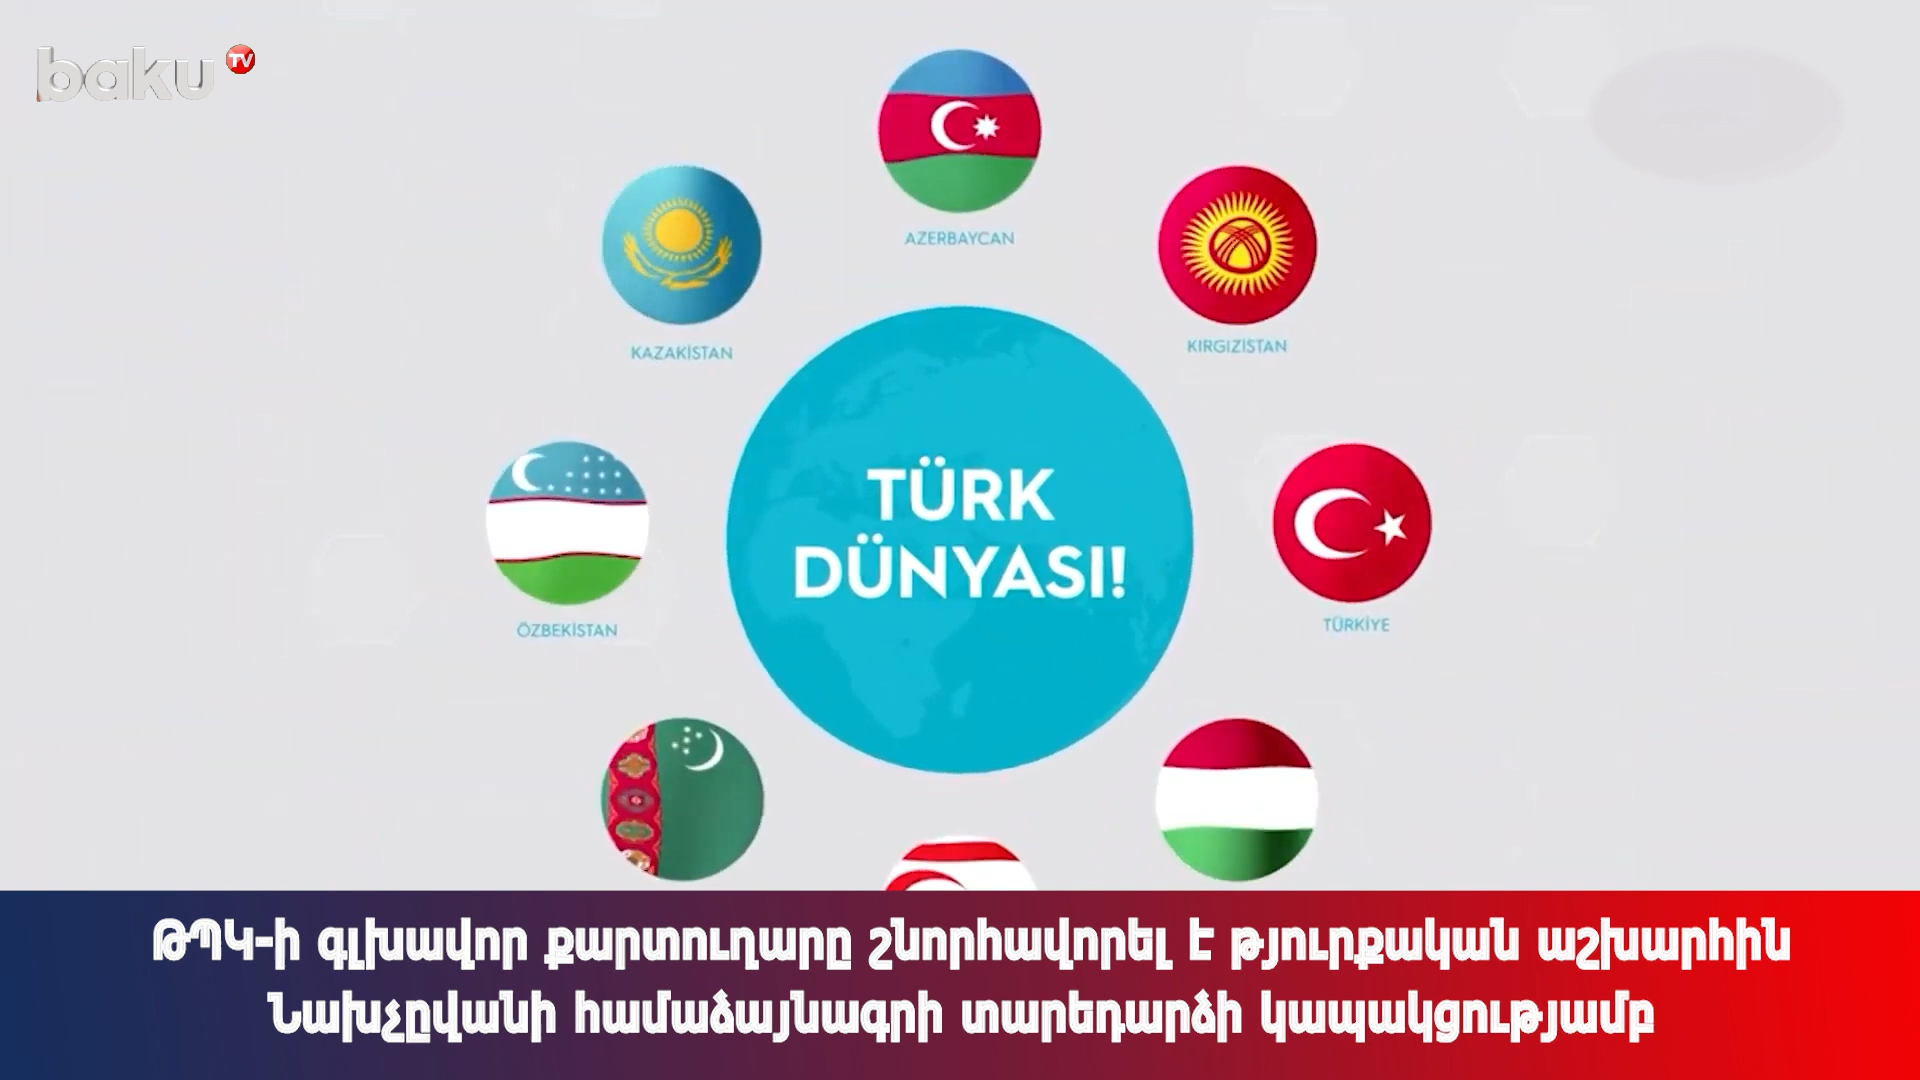 baku TV
AZERBAYCAN
KAZAKİSTAN
KIRGIZİSTAN
TÜRK
DÜNYASI!
ÖZBEKİSTAN
TÜRKİYE
ԹՊԿ-ի գլխավոր քարտուղարը շնորհավորել է թյուրքական աշխարհին
Նախչըվանի համաձայնագրի տարեդարձի կապակցությամբ